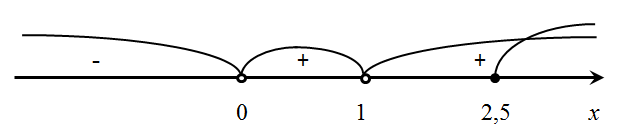 - + +
0 1 2,5 x